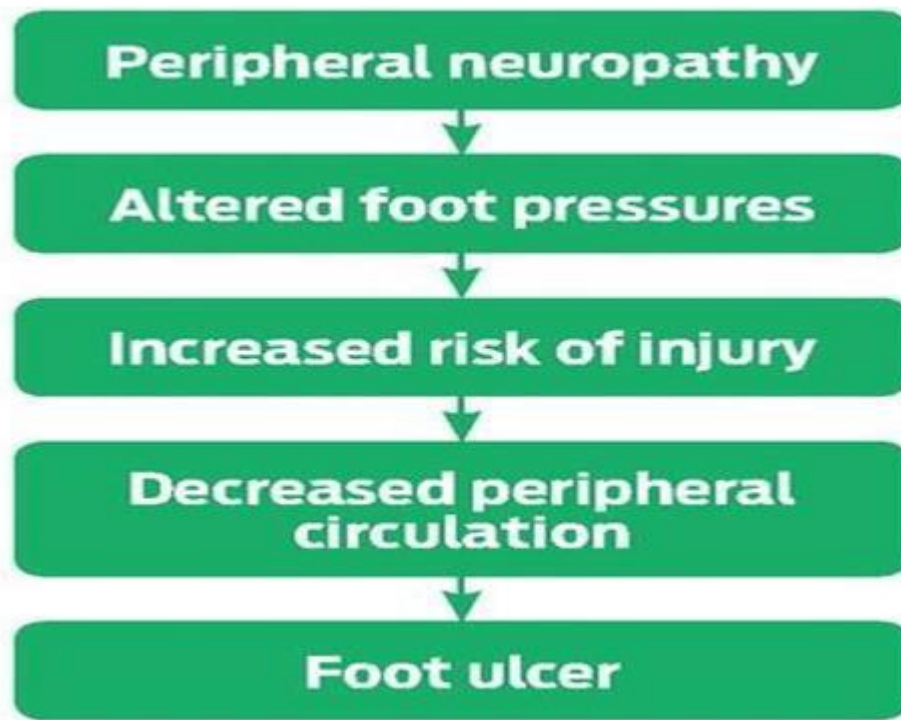 Peripheral neuropathy
Altered foot pressures
Increased risk of injury
Decreased peripheral
circulation
Foot ulcer